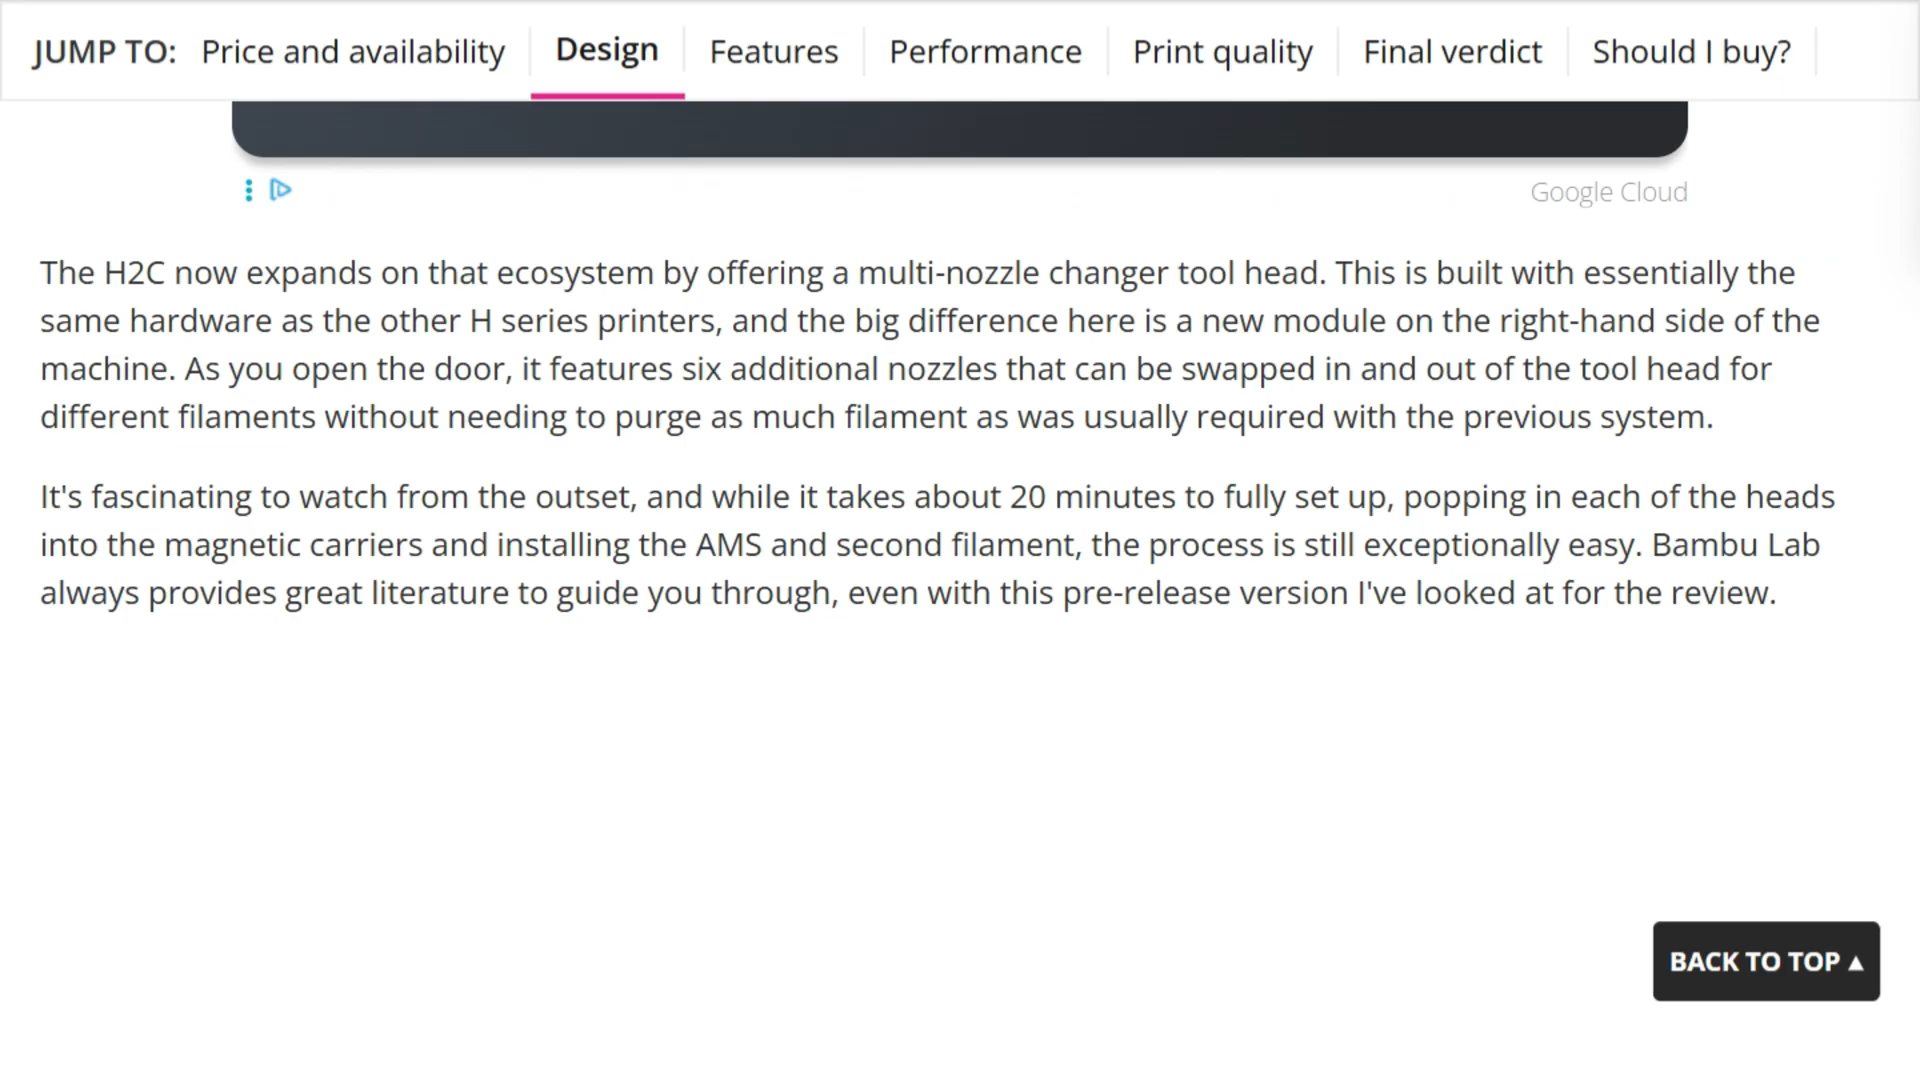 JUMP TO: Price and availability Design Features Performance Print quality Final verdict Should I buy?
Google Cloud
The H2C now expands on that ecosystem by offering a multi-nozzle changer tool head. This is built with essentially the
same hardware as the other H series printers, and the big difference here is a new module on the right-hand side of the
machine. As you open the door, it features six additional nozzles that can be swapped in and out of the tool head for
different filaments without needing to purge as much filament as was usually required with the previous system.
It's fascinating to watch from the outset, and while it takes about 20 minutes to fully set up, popping in each of the heads
into the magnetic carriers and installing the AMS and second filament, the process is still exceptionally easy. Bambu Lab
always provides great literature to guide you through, even with this pre-release version I've looked at for the review.
BACK TO TOP ▲